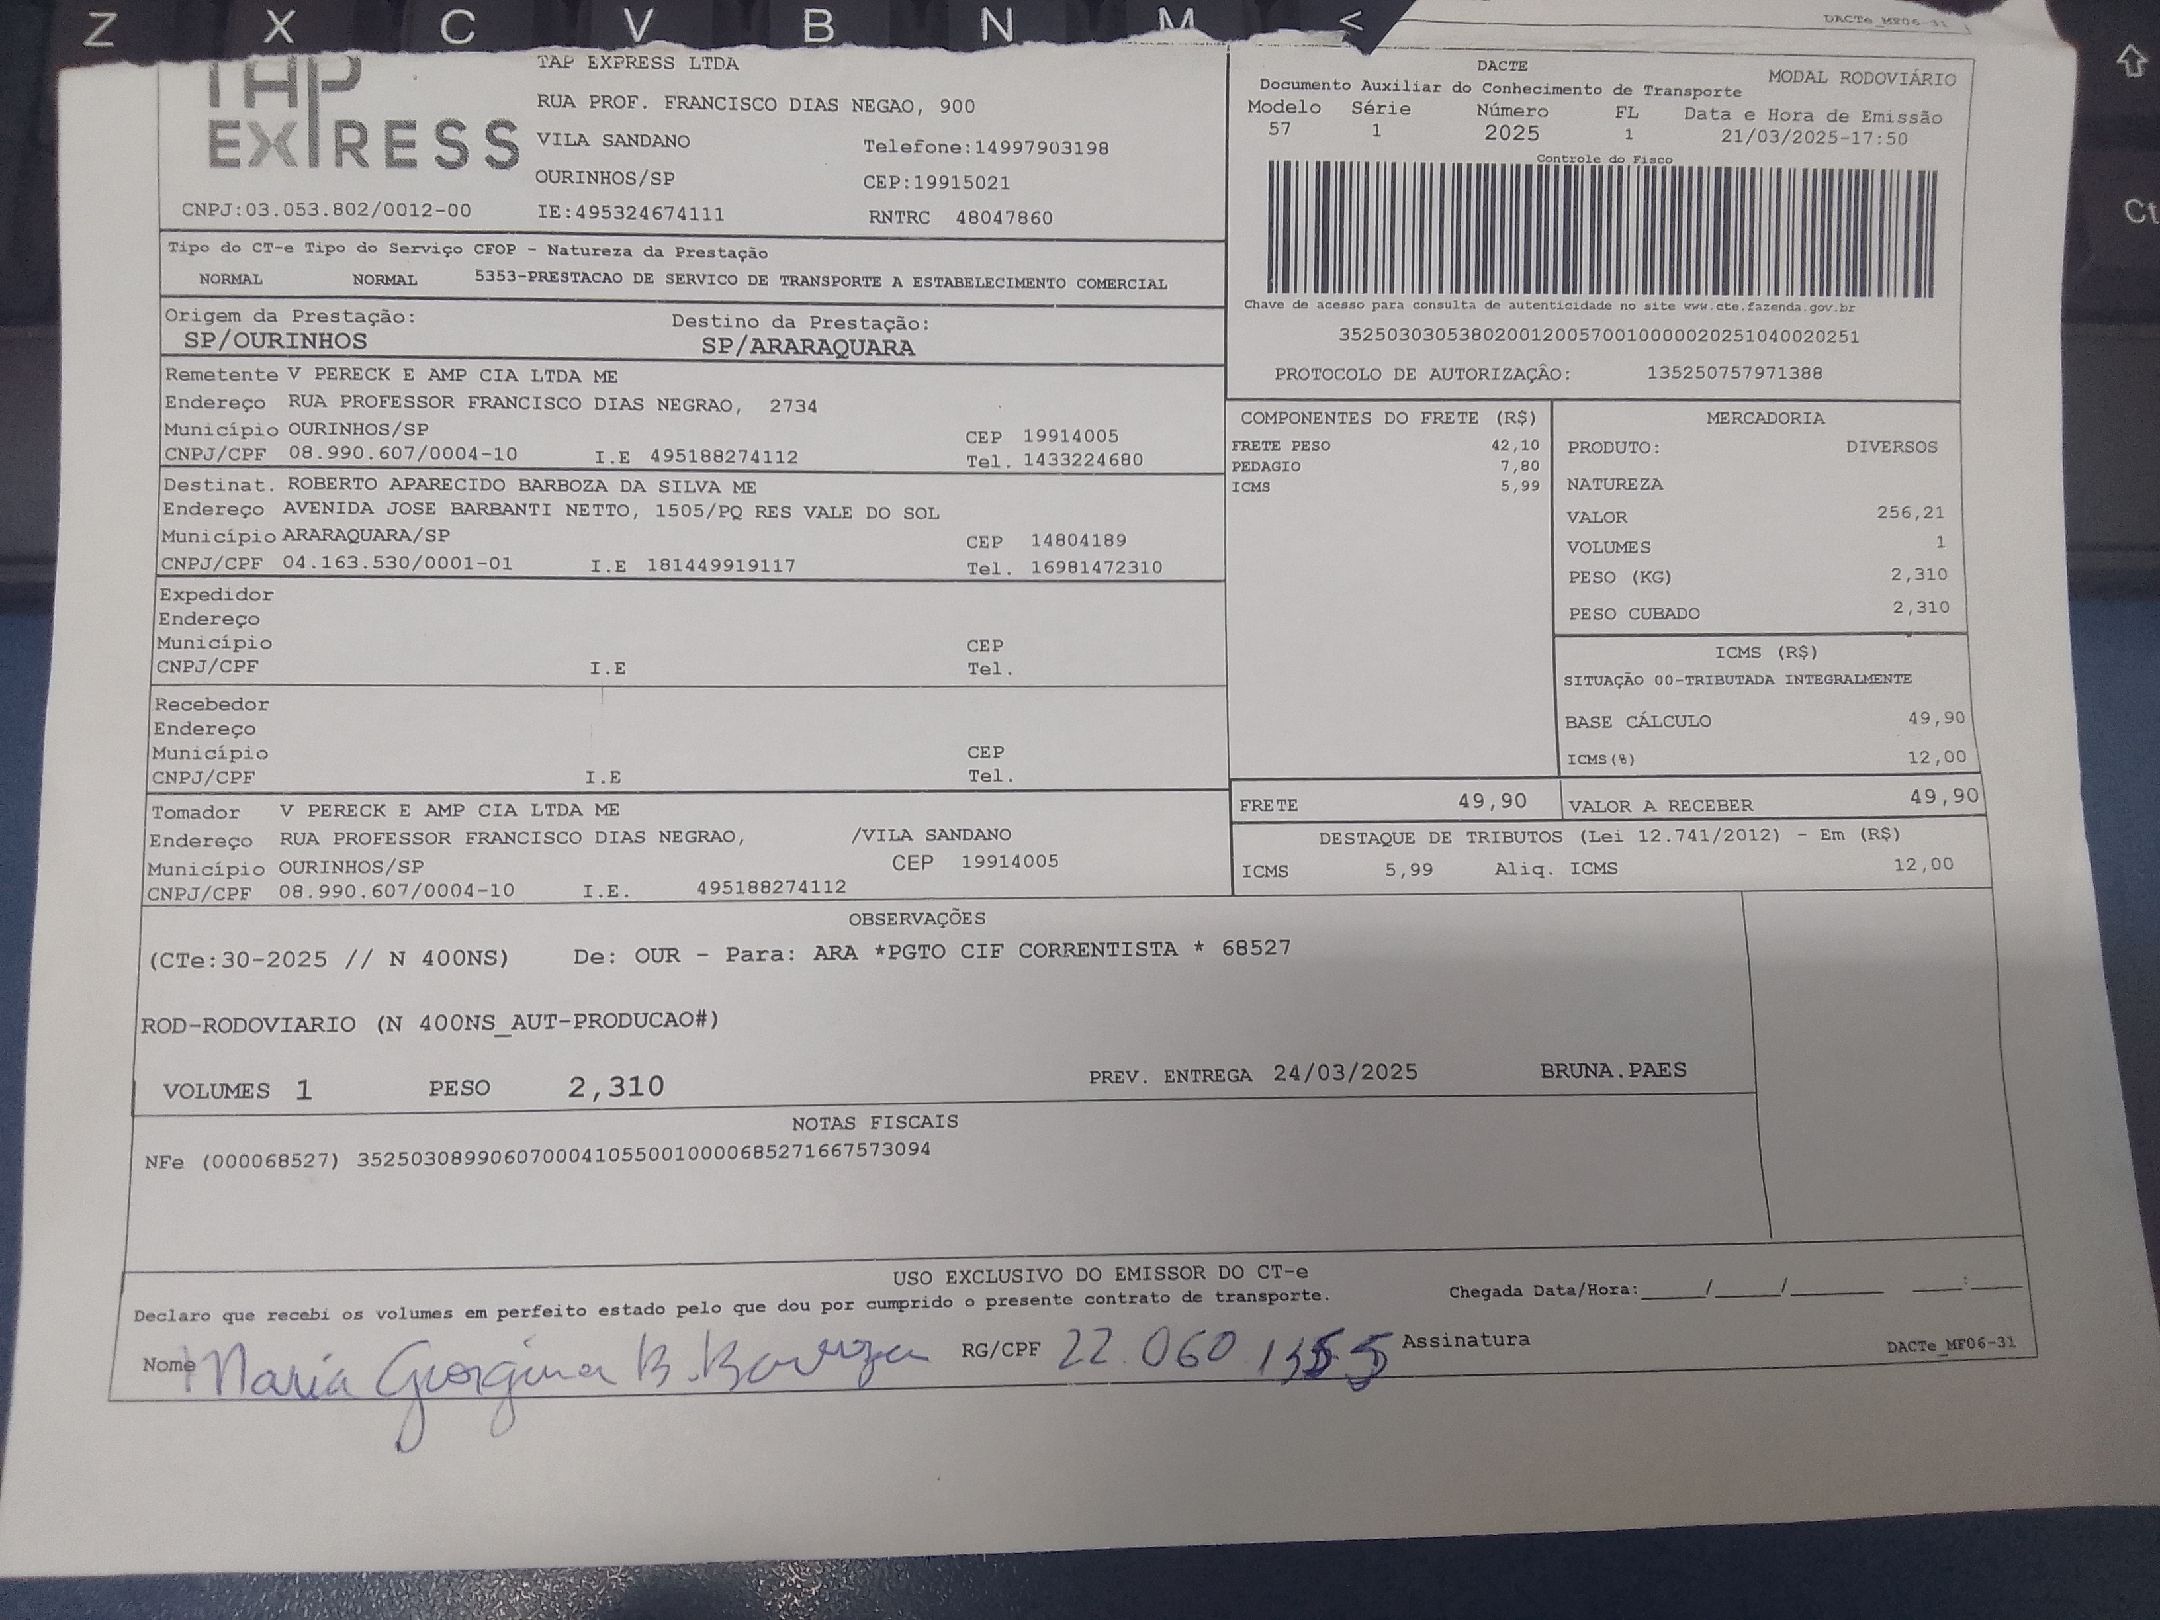 Z X C V B N M <
DACTe_MF06-31
Ct
TAP EXPRESS
TAP EXPRESS LTDA
RUA PROF. FRANCISCO DIAS NEGAO, 900
VILA SANDANO Telefone:14997903198
OURINHOS/SP CEP:19915021
CNPJ:03.053.802/0012-00 IE:495324674111 RNTRC 48047860
DACTE MODAL RODOVIÁRIO
Documento Auxiliar do Conhecimento de Transporte
Modelo Série Número FL Data e Hora de Emissão
57 1 2025 1 21/03/2025-17:50
Controle do Fisco
Chave de acesso para consulta de autenticidade no site www.cte.fazenda.gov.br
35250303053802001200570010000020251040020251
PROTOCOLO DE AUTORIZAÇÃO: 135250757971388
Tipo do CT-e Tipo do Serviço CFOP - Natureza da Prestação
NORMAL NORMAL 5353-PRESTACAO DE SERVICO DE TRANSPORTE A ESTABELECIMENTO COMERCIAL
Origem da Prestação: Destino da Prestação:
SP/OURINHOS SP/ARARAQUARA
Remetente V PERECK E AMP CIA LTDA ME
Endereço RUA PROFESSOR FRANCISCO DIAS NEGRAO, 2734
Município OURINHOS/SP CEP 19914005
CNPJ/CPF 08.990.607/0004-10 I.E 495188274112 Tel. 1433224680
Destinat. ROBERTO APARECIDO BARBOZA DA SILVA ME
Endereço AVENIDA JOSE BARBANTI NETTO, 1505/PQ RES VALE DO SOL
Município ARARAQUARA/SP CEP 14804189
CNPJ/CPF 04.163.530/0001-01 I.E 181449919117 Tel. 16981472310
Expedidor
Endereço
Município CEP
CNPJ/CPF I.E Tel.
Recebedor
Endereço
Município CEP
CNPJ/CPF I.E Tel.
Tomador V PERECK E AMP CIA LTDA ME
Endereço RUA PROFESSOR FRANCISCO DIAS NEGRAO, /VILA SANDANO
Município OURINHOS/SP CEP 19914005
CNPJ/CPF 08.990.607/0004-10 I.E. 495188274112
COMPONENTES DO FRETE (R$)
FRETE PESO 42,10
PEDAGIO 7,80
ICMS 5,99
MERCADORIA
PRODUTO: DIVERSOS
NATUREZA
VALOR 256,21
VOLUMES 1
PESO (KG) 2,310
PESO CUBADO 2,310
ICMS (R$)
SITUAÇÃO 00-TRIBUTADA INTEGRALMENTE
BASE CÁLCULO 49,90
ICMS(%) 12,00
FRETE 49,90 VALOR A RECEBER 49,90
DESTAQUE DE TRIBUTOS (Lei 12.741/2012) - Em (R$)
ICMS 5,99 Aliq. ICMS 12,00
OBSERVAÇÕES
(CTe:30-2025 // N 400NS) De: OUR - Para: ARA *PGTO CIF CORRENTISTA * 68527
ROD-RODOVIARIO (N 400NS_AUT-PRODUCAO#)
VOLUMES 1 PESO 2,310 PREV. ENTREGA 24/03/2025 BRUNA.PAES
NOTAS FISCAIS
NFe (000068527) 35250308990607000410550010000685271667573094
USO EXCLUSIVO DO EMISSOR DO CT-e
Declaro que recebi os volumes em perfeito estado pelo que dou por cumprido o presente contrato de transporte. Chegada Data/Hora:_____/_____/_______ ____:____
Nome Maria Georgina B. Barboza RG/CPF 22.060.1355 Assinatura DACTe_MF06-31